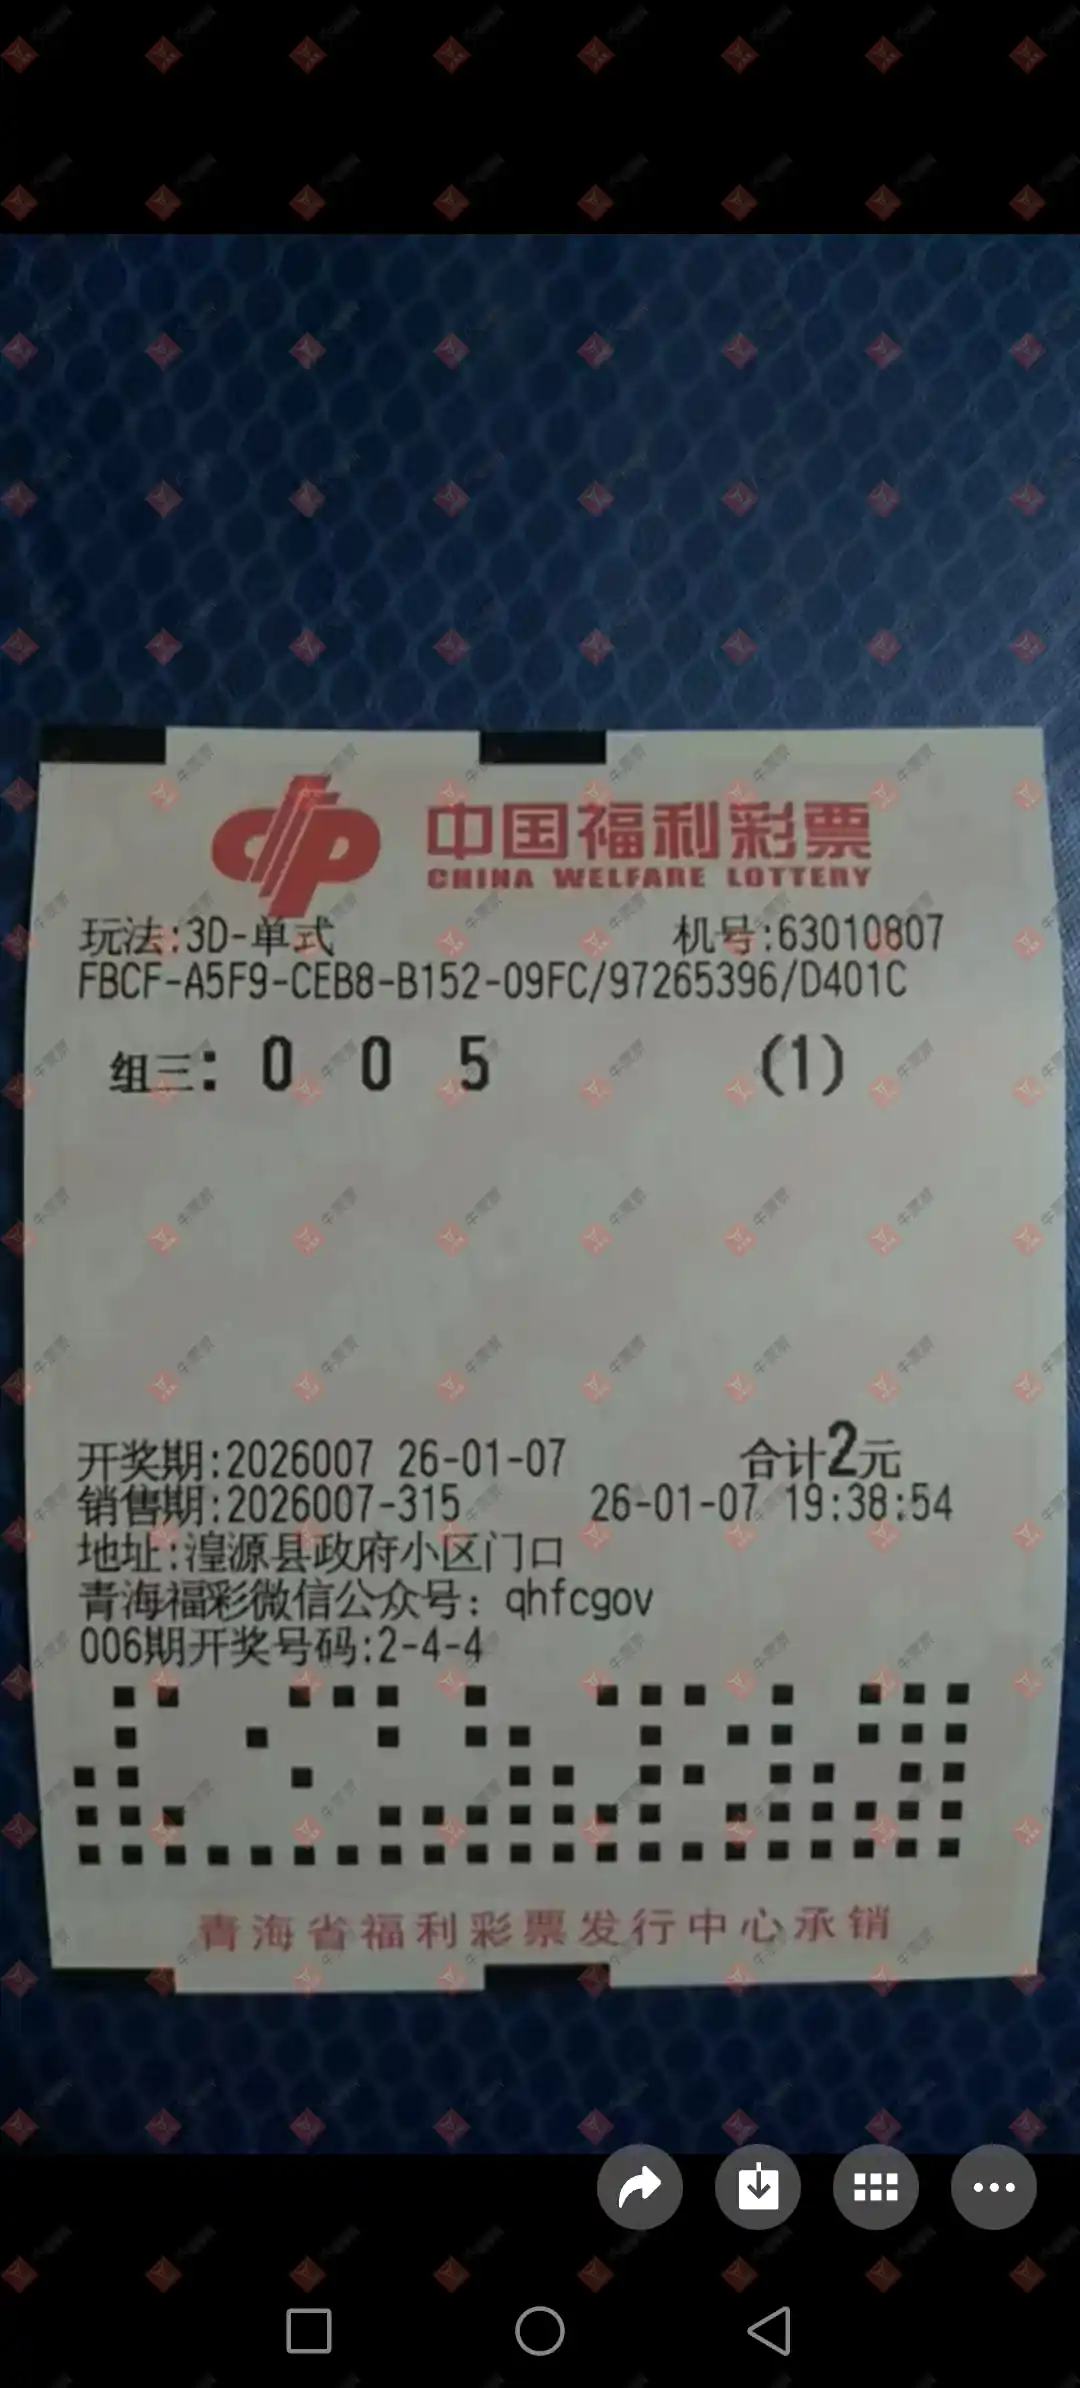 中国福利彩票
CHINA WELFARE LOTTERY
玩法:3D-单式 机号:63010807
FBCF-A5F9-CEB8-B152-09FC/97265396/D401C
组三: 0 0 5 (1)
开奖期:2026007 26-01-07 合计2元
销售期:2026007-315 26-01-07 19:38:54
地址:湟源县政府小区门口
青海福彩微信公众号: qhfcgov
006期开奖号码:2-4-4
青海省福利彩票发行中心承销